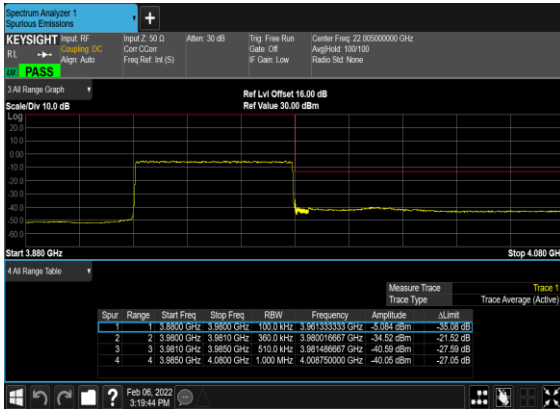 Spectrum Analyzer 1
Spurious Emissions
+
KEYSIGHT Input: RF Input Z: 50 Ω Atten: 30 dB Trig: Free Run Center Freq: 22.005000000 GHz
RL Coupling: DC Corr CCorr Gate: Off Avg|Hold: 100/100
Align: Auto Freq Ref: Int (S) IF Gain: Low Radio Std: None
PASS
3 All Range Graph
Ref Lvl Offset 16.00 dB
Scale/Div 10.0 dB Ref Value 30.00 dBm
Log
20.0
10.0
0.00
-10.0
-20.0
-30.0
-40.0
-50.0
-60.0
Start 3.880 GHz Stop 4.080 GH
4 All Range Table
Measure Trace Trace 1
Trace Type Trace Average (Active)
Spur Range Start Freq Stop Freq RBW Frequency Amplitude ΔLimit
1 1 3.8800 GHz 3.9800 GHz 100.0 kHz 3.961333333 GHz -5.084 dBm -35.08 dB
2 2 3.9800 GHz 3.9810 GHz 360.0 kHz 3.980016667 GHz -34.52 dBm -21.52 dB
3 3 3.9810 GHz 3.9850 GHz 510.0 kHz 3.981486667 GHz -40.59 dBm -27.59 dB
4 4 3.9850 GHz 4.0800 GHz 1.000 MHz 4.008750000 GHz -40.05 dBm -27.05 dB
?
Feb 06, 2022
3:19:44 PM